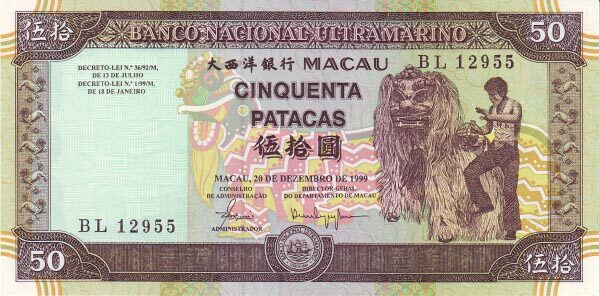 伍拾 BANCO NACIONAL ULTRAMARINO 50
大西洋銀行 MACAU BL 12955
DECRETO-LEI N.º 36/92/M,
DE 13 DE JULHO
DECRETO-LEI N.º 1/99/M,
DE 18 DE JANEIRO
CINQUENTA
PATACAS
伍拾圓
MACAU, 20 DE DEZEMBRO DE 1999
CONSELHO
DE ADMINISTRAÇÃO
DIRECTOR-GERAL
DO DEPARTAMENTO DE MACAU
BL 12955
ADMINISTRADOR
50 伍拾